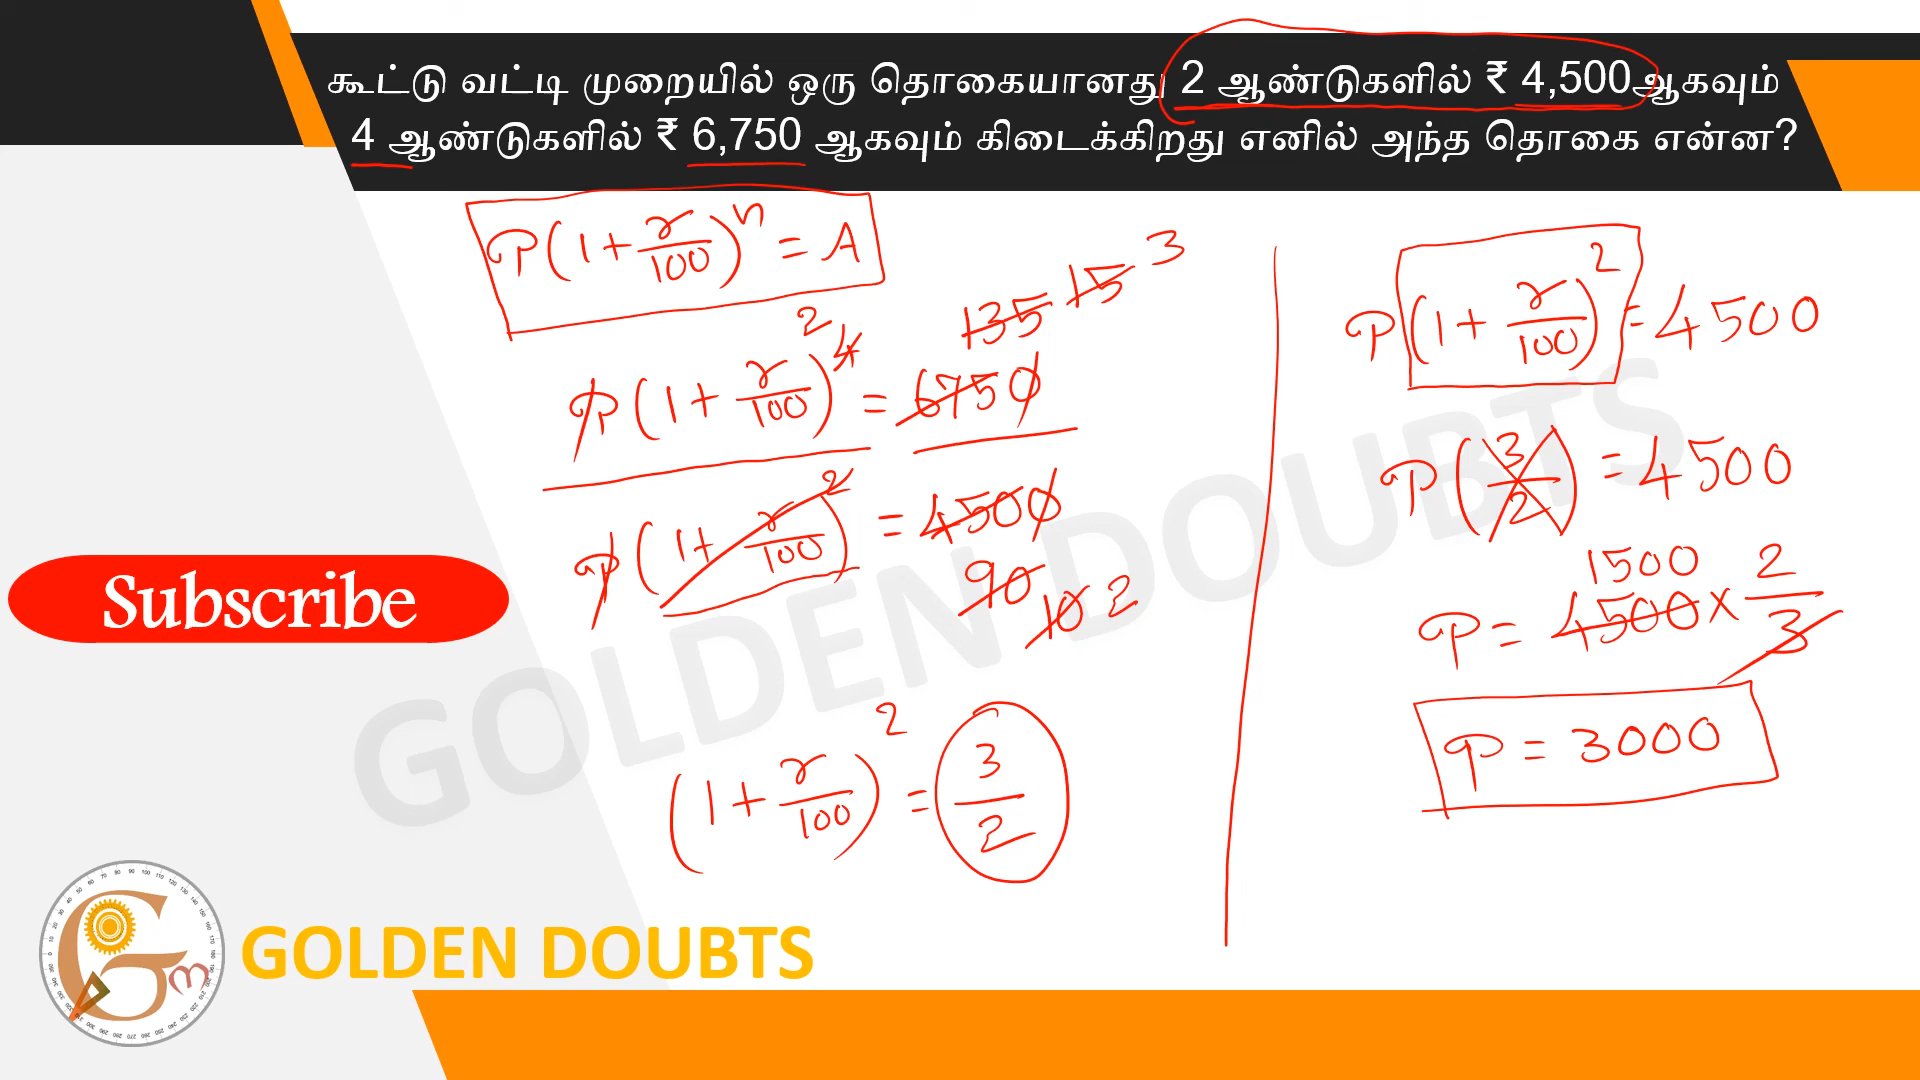 கூட்டு வட்டி முறையில் ஒரு தொகையானது 2 ஆண்டுகளில் ₹ 4,500ஆகவும்
4 ஆண்டுகளில் ₹ 6,750 ஆகவும் கிடைக்கிறது எனில் அந்த தொகை என்ன?
P(1+r/100)^n = A
135 15 3
2
P(1+r/100)^4 = 6750
P(1+r/100)^2 = 4500
90 10 2
(1+r/100)^2 = 3/2
P(1+r/100)^2 = 4500
P(3/2) = 4500
1500
P = 4500 × 2/3
P = 3000
Subscribe
GOLDEN DOUBTS
GOLDEN DOUBTS